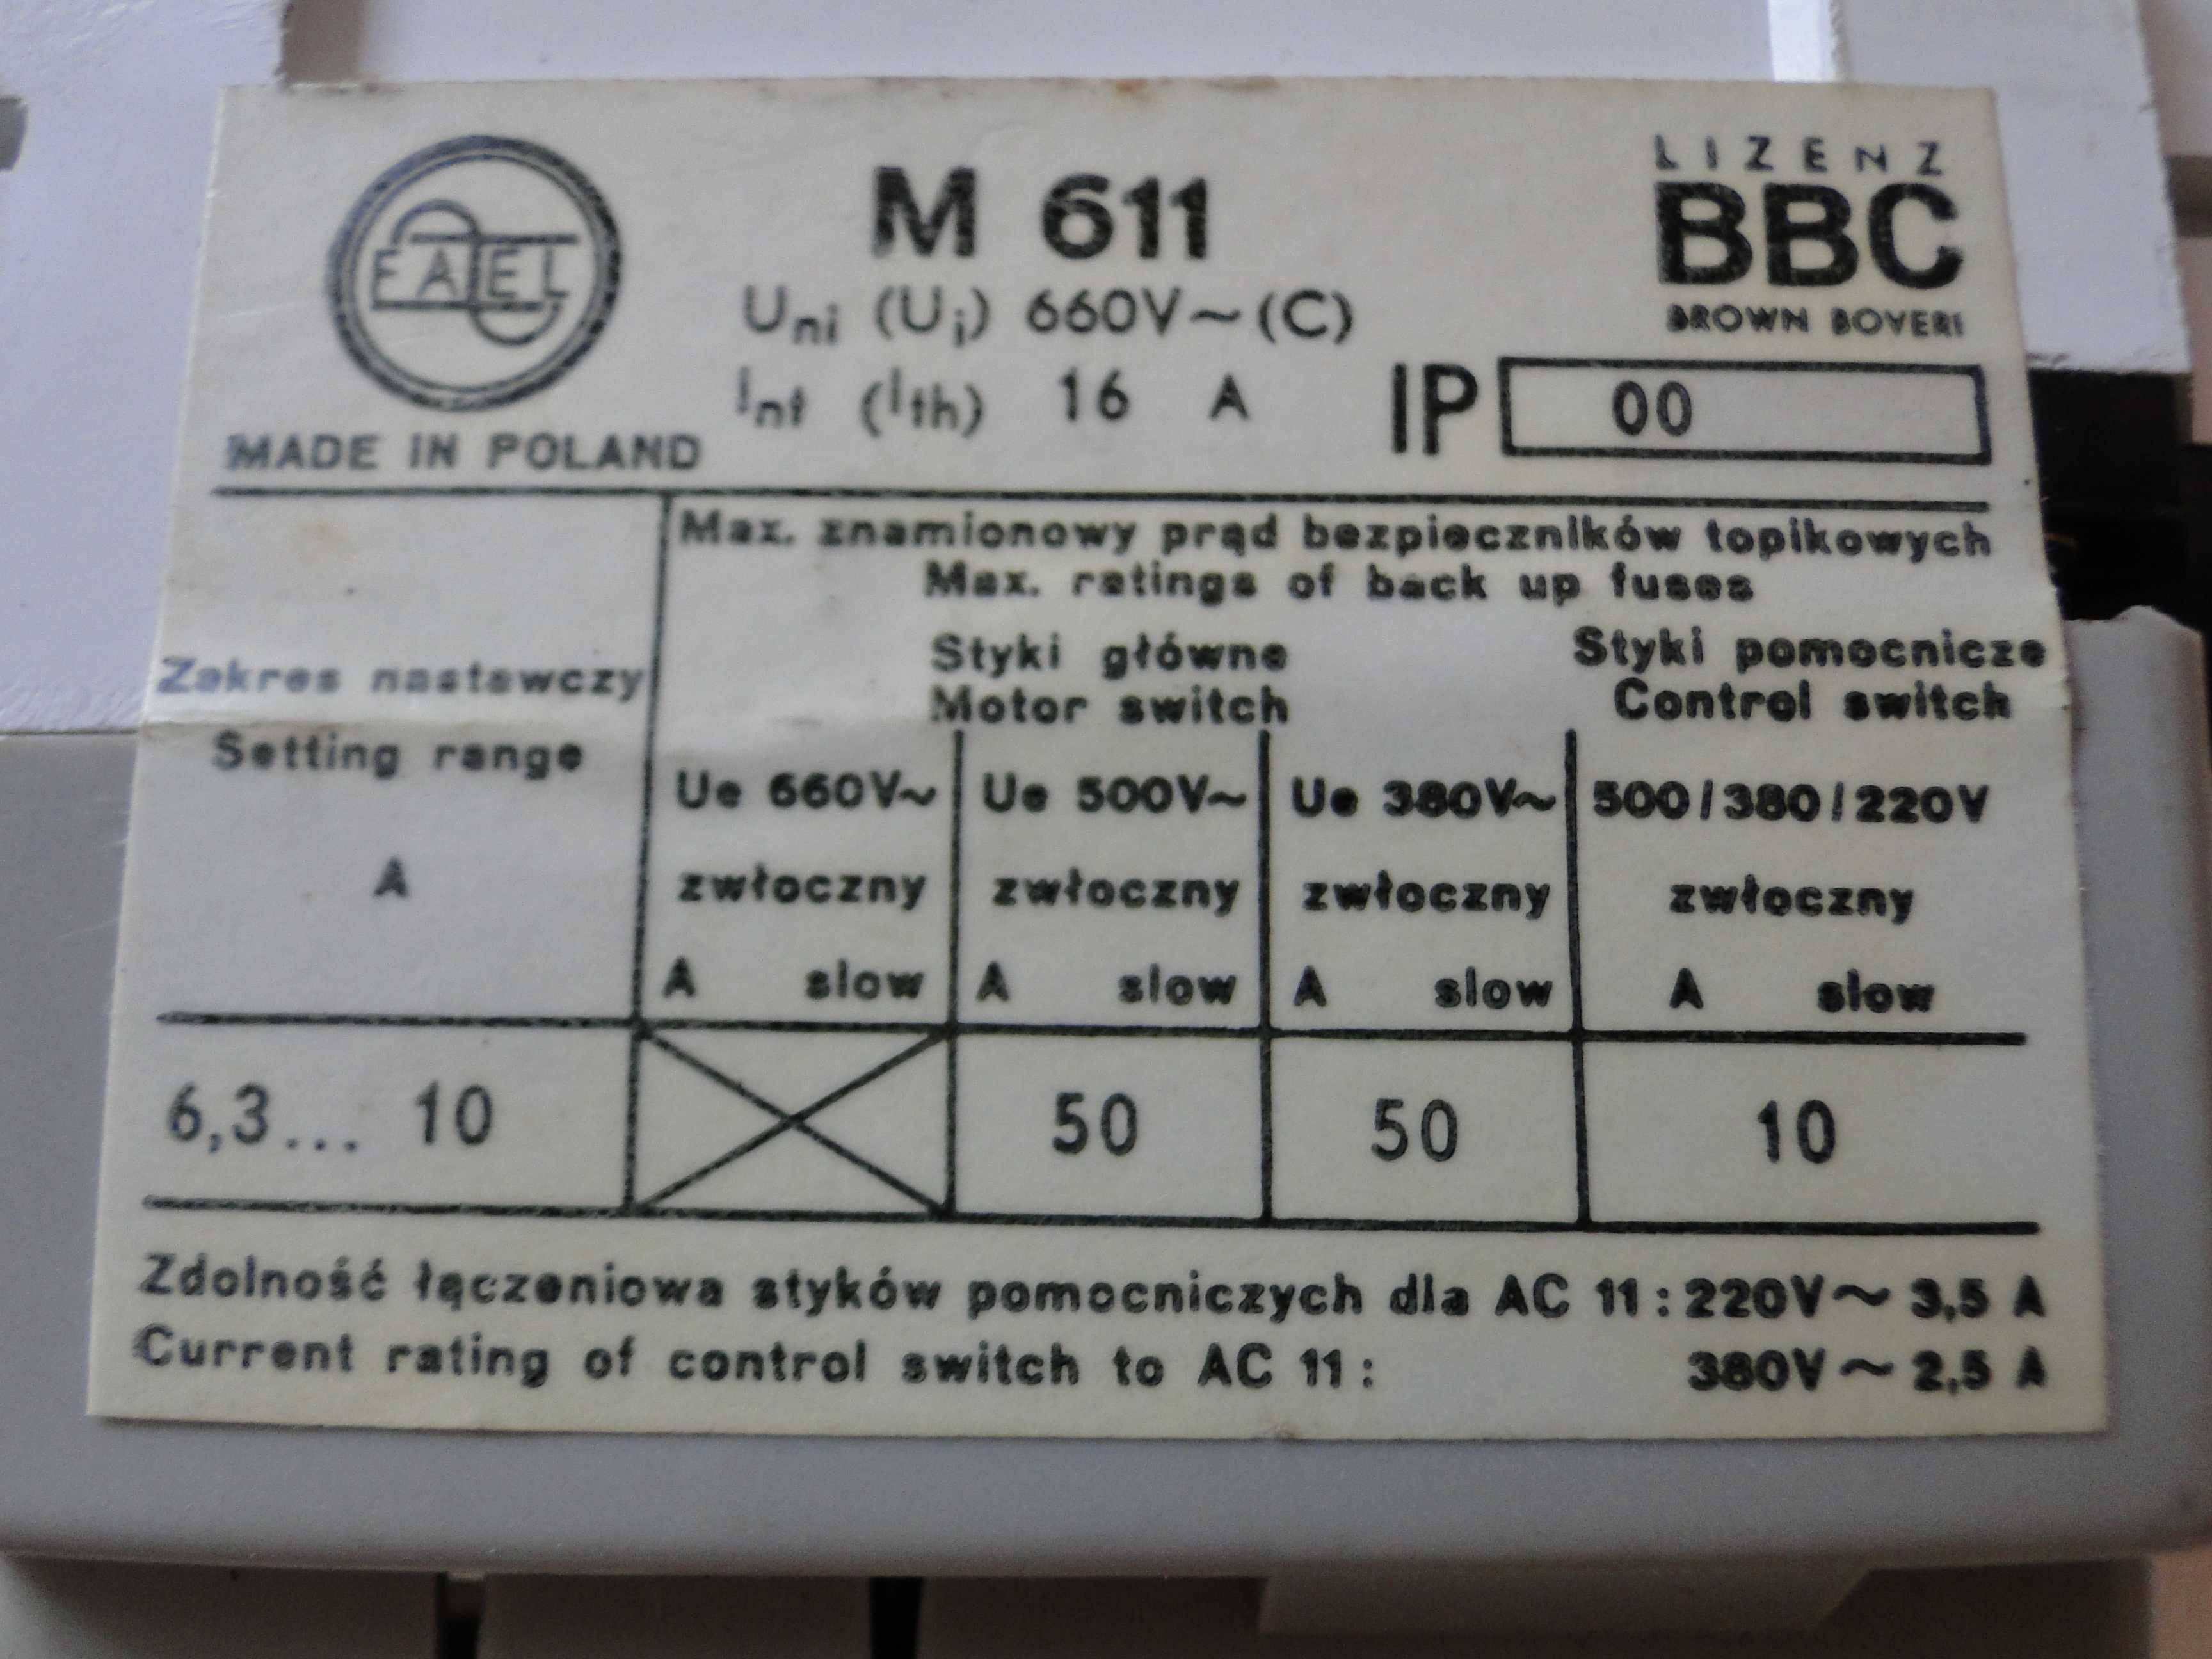 FAEL
MADE IN POLAND
M 611
Uni (Ui) 660V~(C)
Int (Ith) 16 A
LIZENZ
BBC
BROWN BOVERI
IP 00
Max. znamionowy prąd bezpieczników topikowych
Max. ratings of back up fuses
Zakres nastawczy
Setting range
A
Styki główne
Motor switch
Styki pomocnicze
Control switch
Ue 660V~ Ue 500V~ Ue 380V~ 500/380/220V
zwłoczny zwłoczny zwłoczny zwłoczny
A slow A slow A slow A slow
6,3... 10 50 50 10
Zdolność łączeniowa styków pomocniczych dla AC 11: 220V~ 3,5 A
Current rating of control switch to AC 11: 380V~ 2,5 A